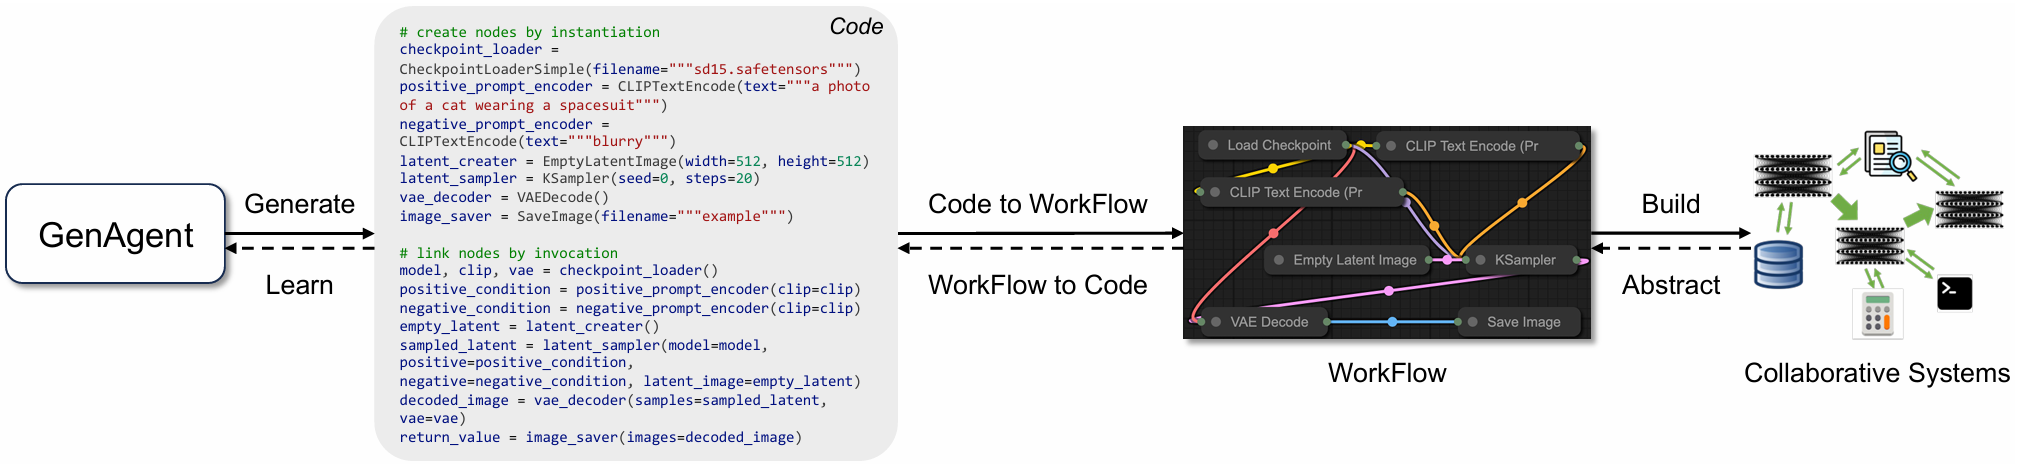 GenAgent
Generate
Learn
Code
# create nodes by instantiation
checkpoint_loader =
CheckpointLoaderSimple(filename="""sd15.safetensors""")
positive_prompt_encoder = CLIPTextEncode(text="""a photo
of a cat wearing a spacesuit""")
negative_prompt_encoder =
CLIPTextEncode(text="""blurry""")
latent_creater = EmptyLatentImage(width=512, height=512)
latent_sampler = KSampler(seed=0, steps=20)
vae_decoder = VAEDecode()
image_saver = SaveImage(filename="""example""")
# link nodes by invocation
model, clip, vae = checkpoint_loader()
positive_condition = positive_prompt_encoder(clip=clip)
negative_condition = negative_prompt_encoder(clip=clip)
empty_latent = latent_creater()
sampled_latent = latent_sampler(model=model,
positive=positive_condition,
negative=negative_condition, latent_image=empty_latent)
decoded_image = vae_decoder(samples=sampled_latent,
vae=vae)
return_value = image_saver(images=decoded_image)
Code to WorkFlow
WorkFlow to Code
Load Checkpoint
CLIP Text Encode (Pr
CLIP Text Encode (Pr
Empty Latent Image
KSampler
VAE Decode
Save Image
WorkFlow
Build
Abstract
Collaborative Systems